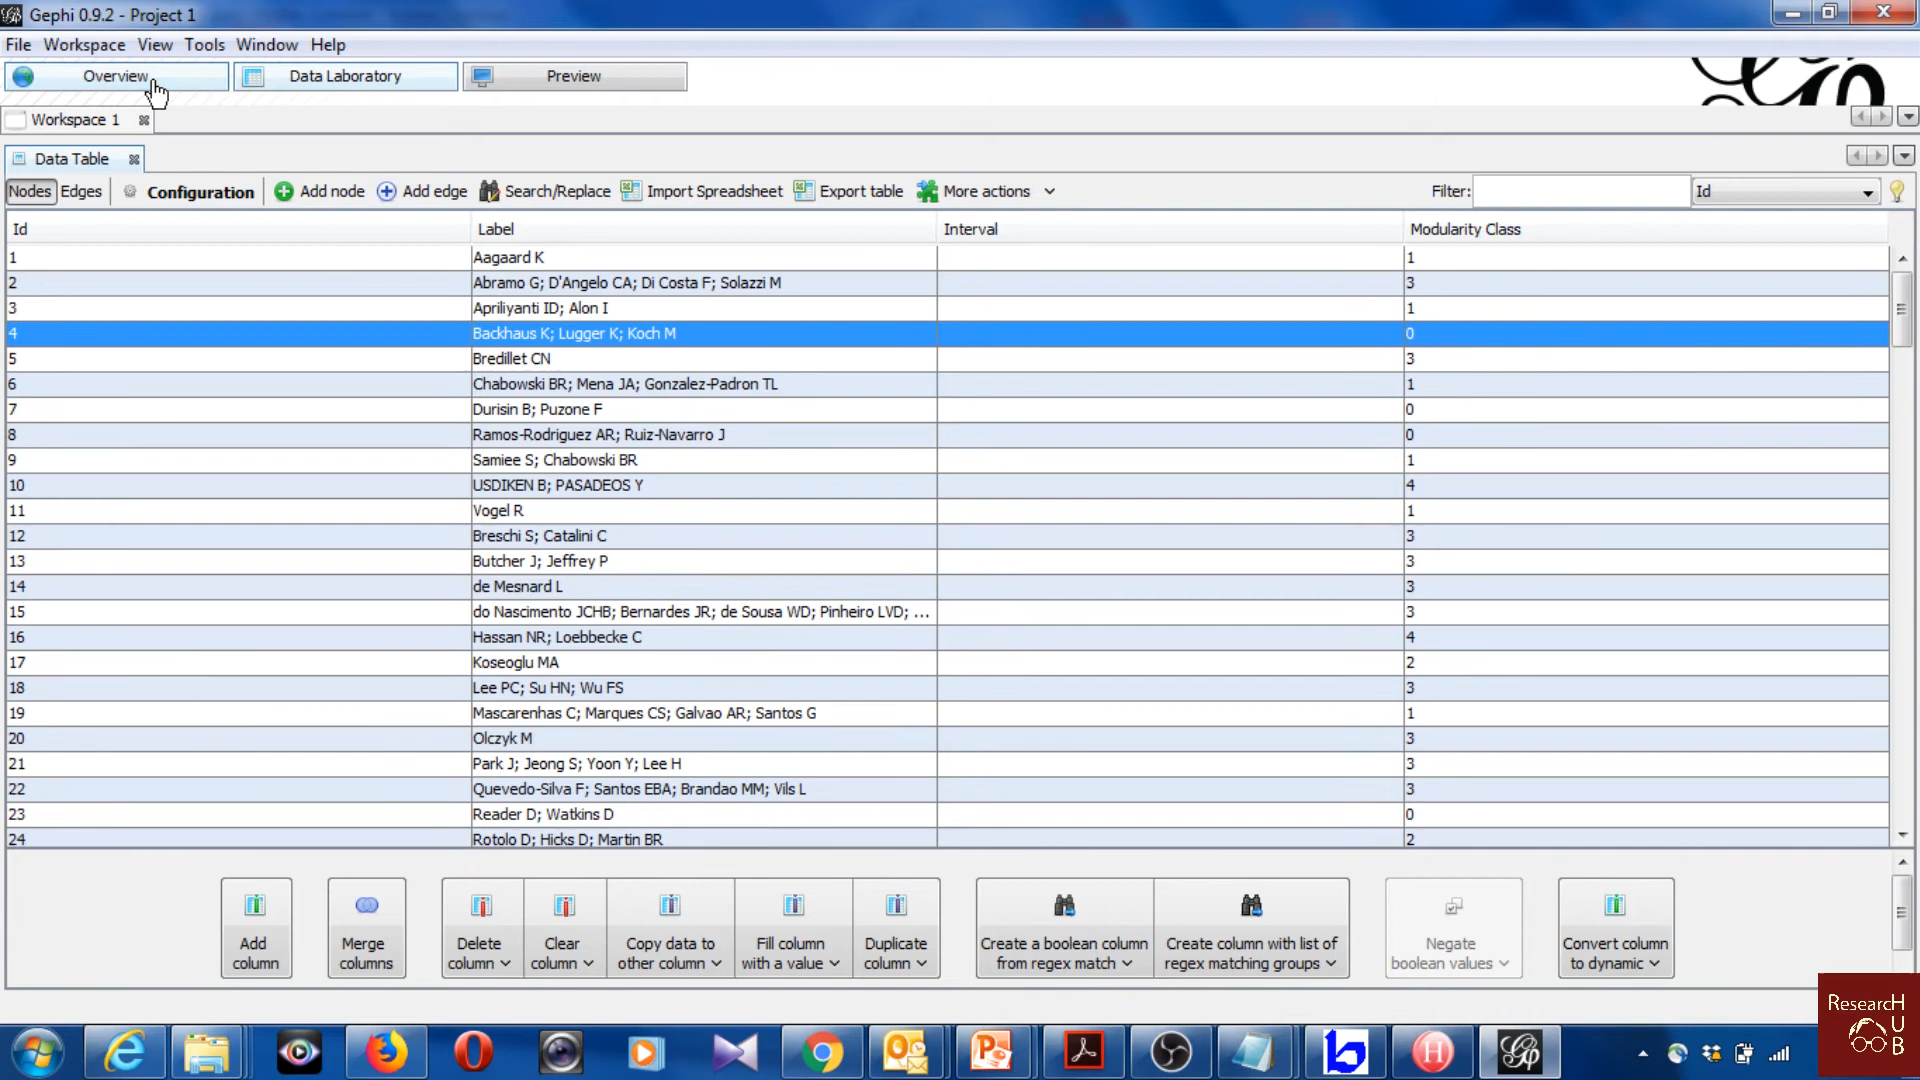 Gephi 0.9.2 - Project 1
File Workspace View Tools Window Help
Overview Data Laboratory Preview
Workspace 1
Data Table
Nodes Edges Configuration Add node Add edge Search/Replace Import Spreadsheet Export table More actions Filter: Id
Id Label Interval Modularity Class
1 Aagaard K 1
2 Abramo G; D'Angelo CA; Di Costa F; Solazzi M 3
3 Apriliyanti ID; Alon I 1
4 Backhaus K; Lugger K; Koch M 0
5 Bredillet CN 3
6 Chabowski BR; Mena JA; Gonzalez-Padron TL 1
7 Durisin B; Puzone F 0
8 Ramos-Rodriguez AR; Ruiz-Navarro J 0
9 Samiee S; Chabowski BR 1
10 USDIKEN B; PASADEOS Y 4
11 Vogel R 1
12 Breschi S; Catalini C 3
13 Butcher J; Jeffrey P 3
14 de Mesnard L 3
15 do Nascimento JCHB; Bernardes JR; de Sousa WD; Pinheiro LVD; ... 3
16 Hassan NR; Loebbecke C 4
17 Koseoglu MA 2
18 Lee PC; Su HN; Wu FS 3
19 Mascarenhas C; Marques CS; Galvao AR; Santos G 1
20 Olczyk M 3
21 Park J; Jeong S; Yoon Y; Lee H 3
22 Quevedo-Silva F; Santos EBA; Brandao MM; Vils L 3
23 Reader D; Watkins D 0
24 Rotolo D; Hicks D; Martin BR 2
Add column
Merge columns
Delete column
Clear column
Copy data to other column
Fill column with a value
Duplicate column
Create a boolean column from regex match
Create column with list of regex matching groups
Negate boolean values
Convert column to dynamic
ResearcH
U
B